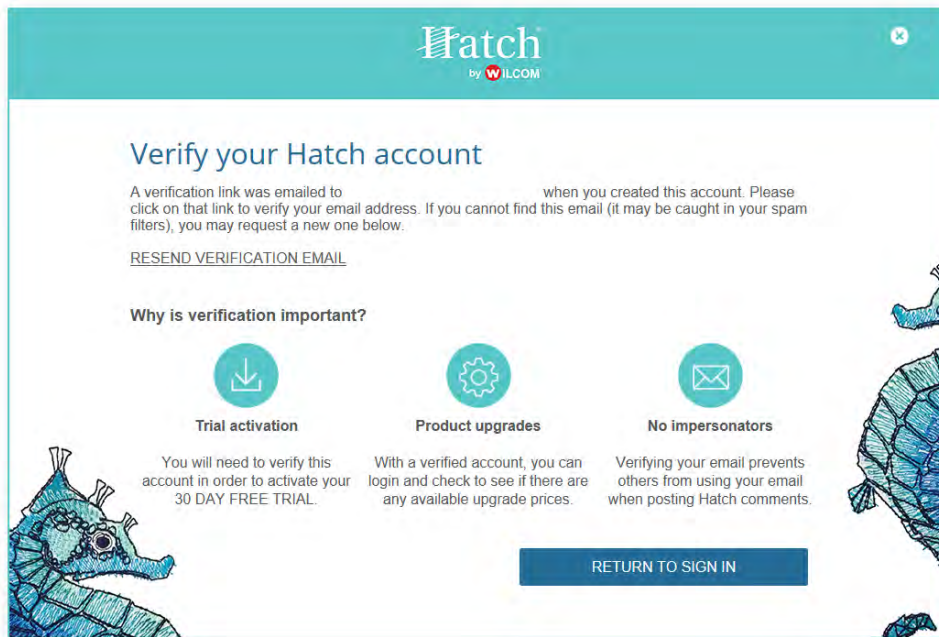 Hatch
by WILCOM
Verify your Hatch account
A verification link was emailed to when you created this account. Please
click on that link to verify your email address. If you cannot find this email (it may be caught in your spam
filters), you may request a new one below.
RESEND VERIFICATION EMAIL
Why is verification important?
Trial activation
You will need to verify this
account in order to activate your
30 DAY FREE TRIAL.
Product upgrades
With a verified account, you can
login and check to see if there are
any available upgrade prices.
No impersonators
Verifying your email prevents
others from using your email
when posting Hatch comments.
RETURN TO SIGN IN